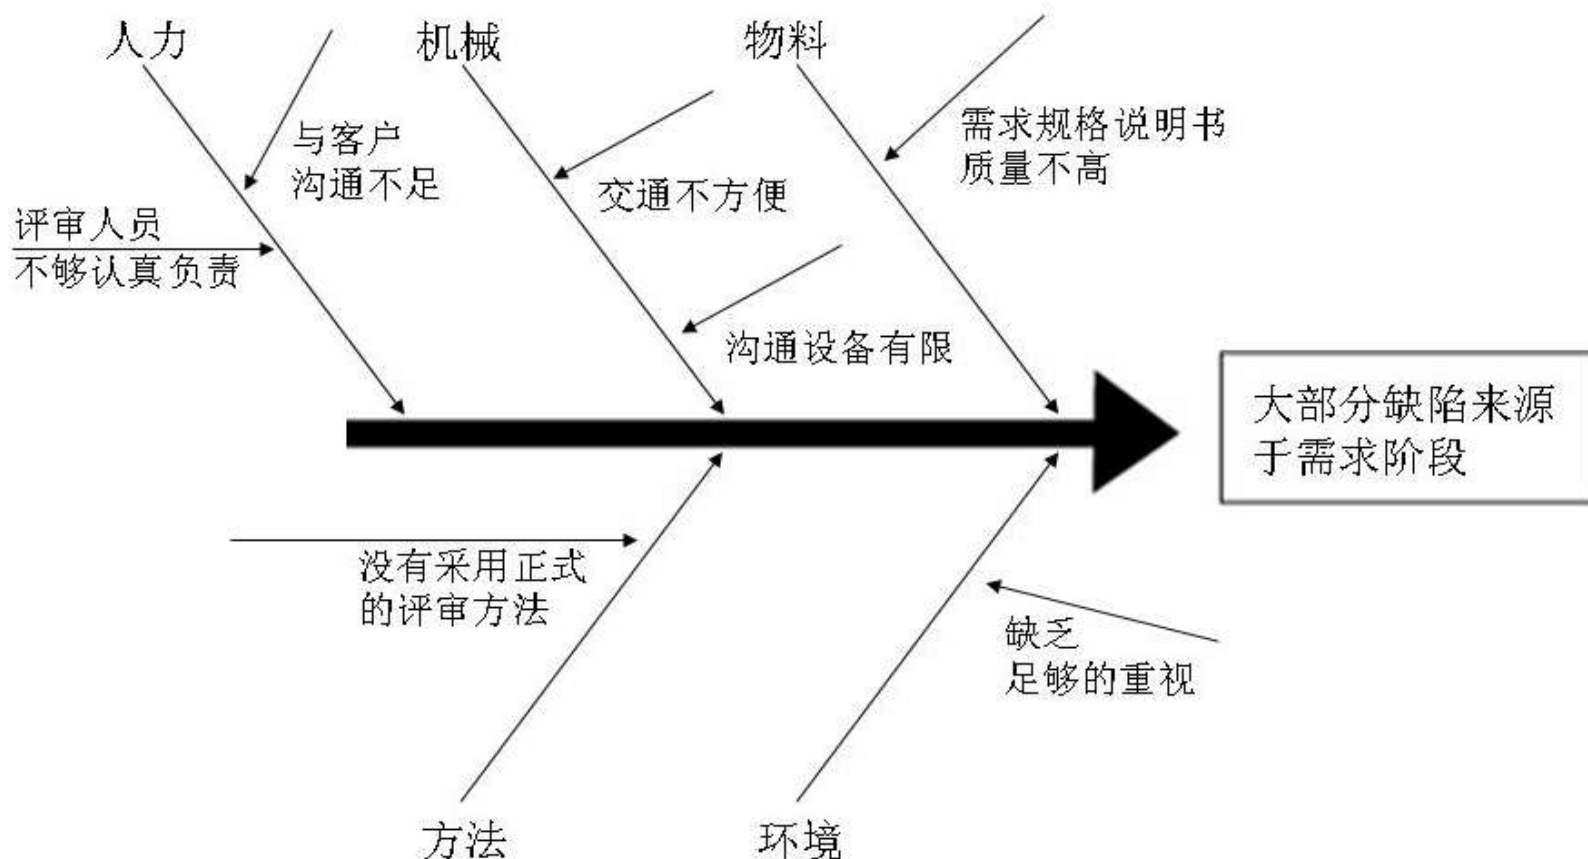 人力
机械
物料
与客户
沟通不足
评审人员
不够认真负责
交通不方便
沟通设备有限
需求规格说明书
质量不高
大部分缺陷来源
于需求阶段
没有采用正式
的评审方法
缺乏
足够的重视
方法
环境